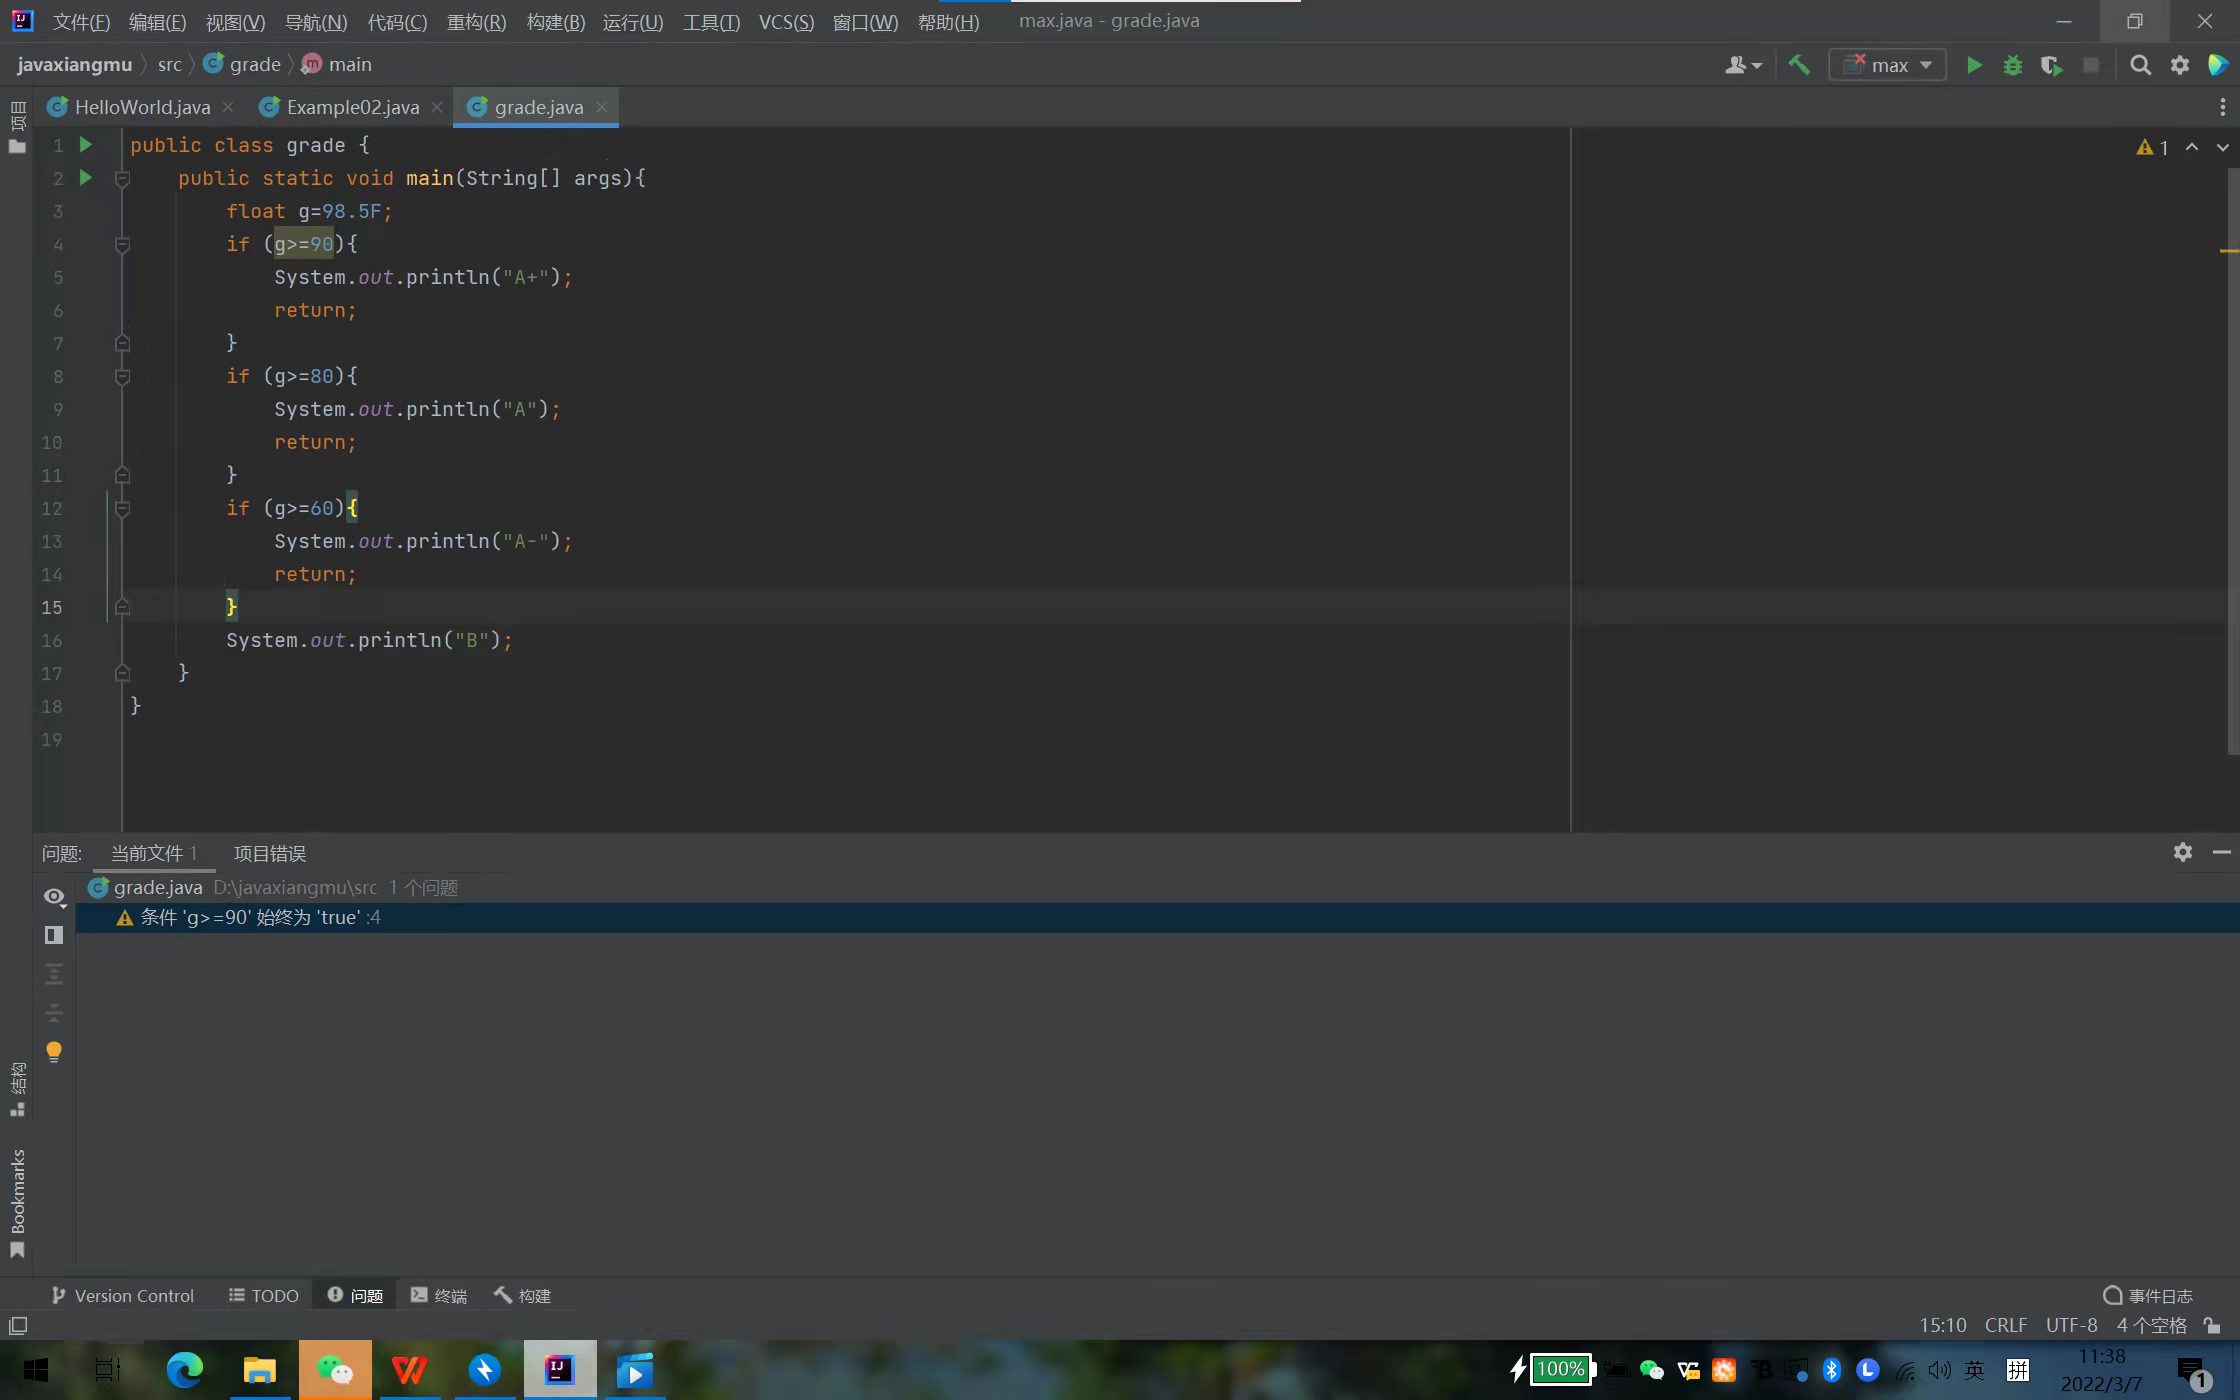 文件(F) 编辑(E) 视图(V) 导航(N) 代码(C) 重构(R) 构建(B) 运行(U) 工具(T) VCS(S) 窗口(W) 帮助(H) max.java - grade.java
javaxiangmu src grade main max
项目
HelloWorld.java Example02.java grade.java
1 public class grade {
1
2 public static void main(String[] args){
3 float g=98.5F;
4 if (g>=90){
5 System.out.println("A+");
6 return;
7 }
8 if (g>=80){
9 System.out.println("A");
10 return;
11 }
12 if (g>=60){
13 System.out.println("A-");
14 return;
15 }
16 System.out.println("B");
17 }
18 }
19
问题: 当前文件 1 项目错误
grade.java D:\javaxiangmu\src 1 个问题
条件 'g>=90' 始终为 'true' :4
结构
Bookmarks
Version Control TODO 问题 终端 构建 事件日志
15:10 CRLF UTF-8 4 个空格
100% 英 拼 11:38
2022/3/7 1